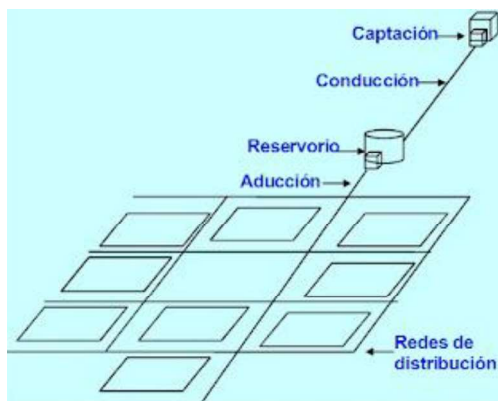 Captación
Conducción
Reservorio
Aducción
Redes de
distribución